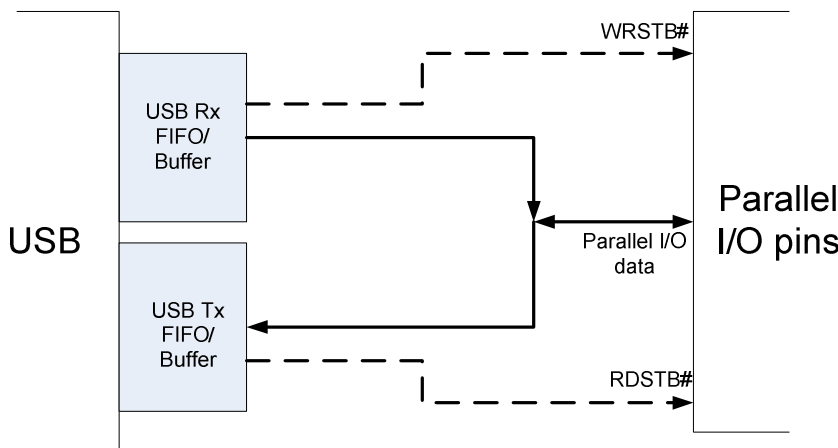 WRSTB#
USB Rx
FIFO/
Buffer
USB
Parallel
I/O pins
Parallel I/O
data
USB Tx
FIFO/
Buffer
RDSTB#